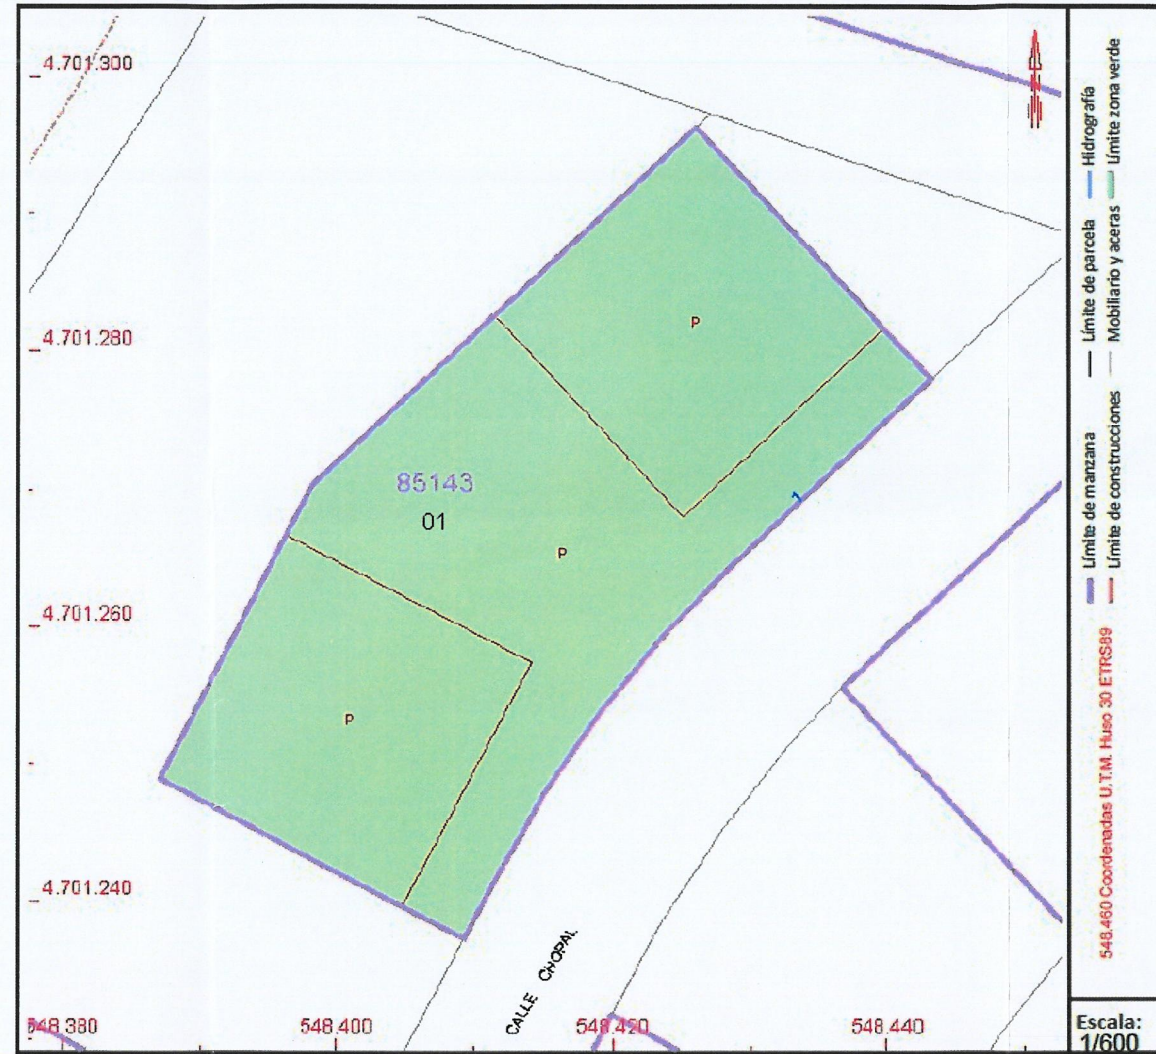 4.701.300
4.701.280
4.701.260
4.701.240
548.380
548.400
548.420
548.440
P
85143
01
P
P
1
CALLE CHOPAL
Límite de manzana
Límite de parcela
Hidrografía
Límite de construcciones
Mobiliario y aceras
Límite zona verde
548.460 Coordenadas U.T.M. Huso 30 ETRS89
Escala:
1/600